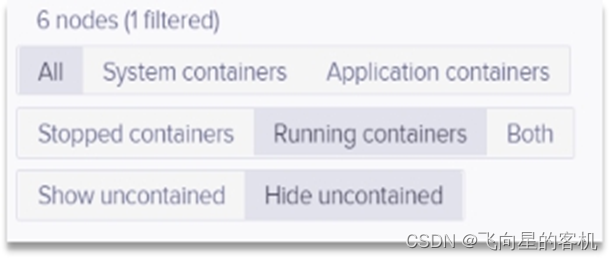 6 nodes (1 filtered)
All System containers Application containers
Stopped containers Running containers Both
Show uncontained Hide uncontained
CSDN @飞向星的客机